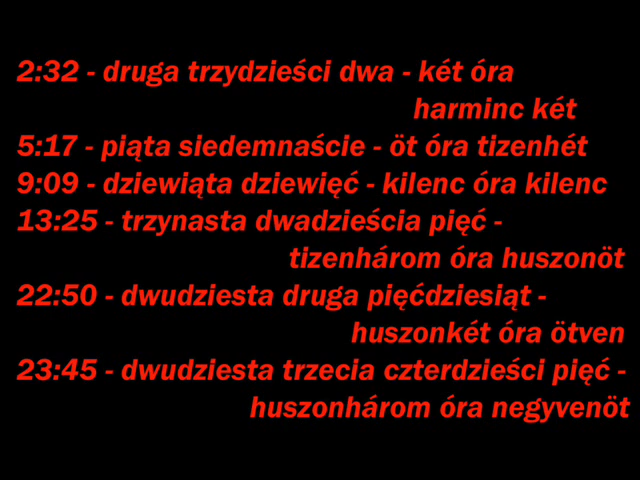 2:32 - druga trzydzieści dwa - két óra
harminc két
5:17 - piąta siedemnaście - öt óra tizenhét
9:09 - dziewiąta dziewięć - kilenc óra kilenc
13:25 - trzynasta dwadzieścia pięć -
tizenhárom óra huszonöt
22:50 - dwudziesta druga pięćdziesiąt -
huszonkét óra ötven
23:45 - dwudziesta trzecia czterdzieści pięć -
huszonhárom óra negyvenöt